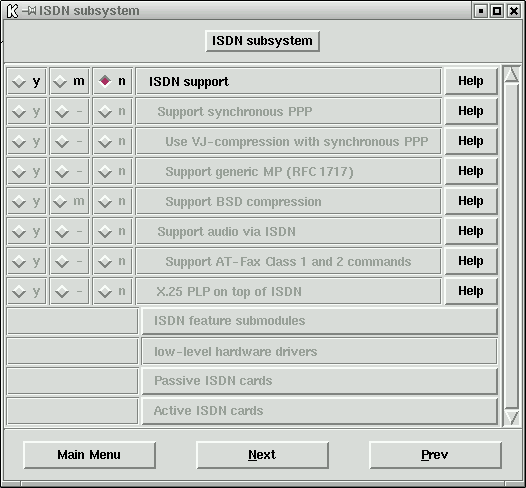 K ISDN subsystem
ISDN subsystem
y m n ISDN support Help
y - n Support synchronous PPP Help
y - n Use VJ-compression with synchronous PPP Help
y - n Support generic MP (RFC 1717) Help
y m n Support BSD compression Help
y - n Support audio via ISDN Help
y - n Support AT-Fax Class 1 and 2 commands Help
y - n X.25 PLP on top of ISDN Help
ISDN feature submodules
low-level hardware drivers
Passive ISDN cards
Active ISDN cards
Main Menu Next Prev